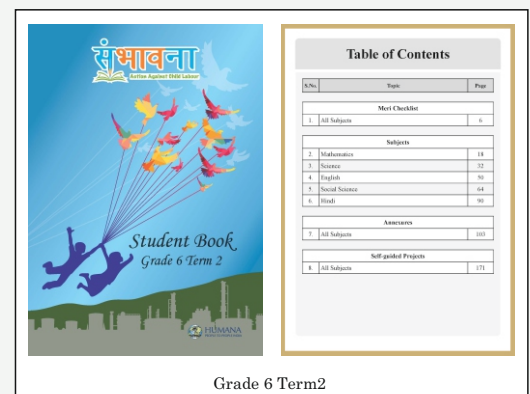 संभावना
Action Against Child Labour
Student Book
Grade 6 Term 2
HUMANA
Table of Contents
S.No. Topic Page
Meri Checklist
1. All Subjects 6
Subjects
2. Mathematics 18
3. Science 32
4. English 50
5. Social Science 64
6. Hindi 90
Annexures
7. All Subjects 103
Self-guided Projects
8. All Subjects 171
Grade 6 Term2